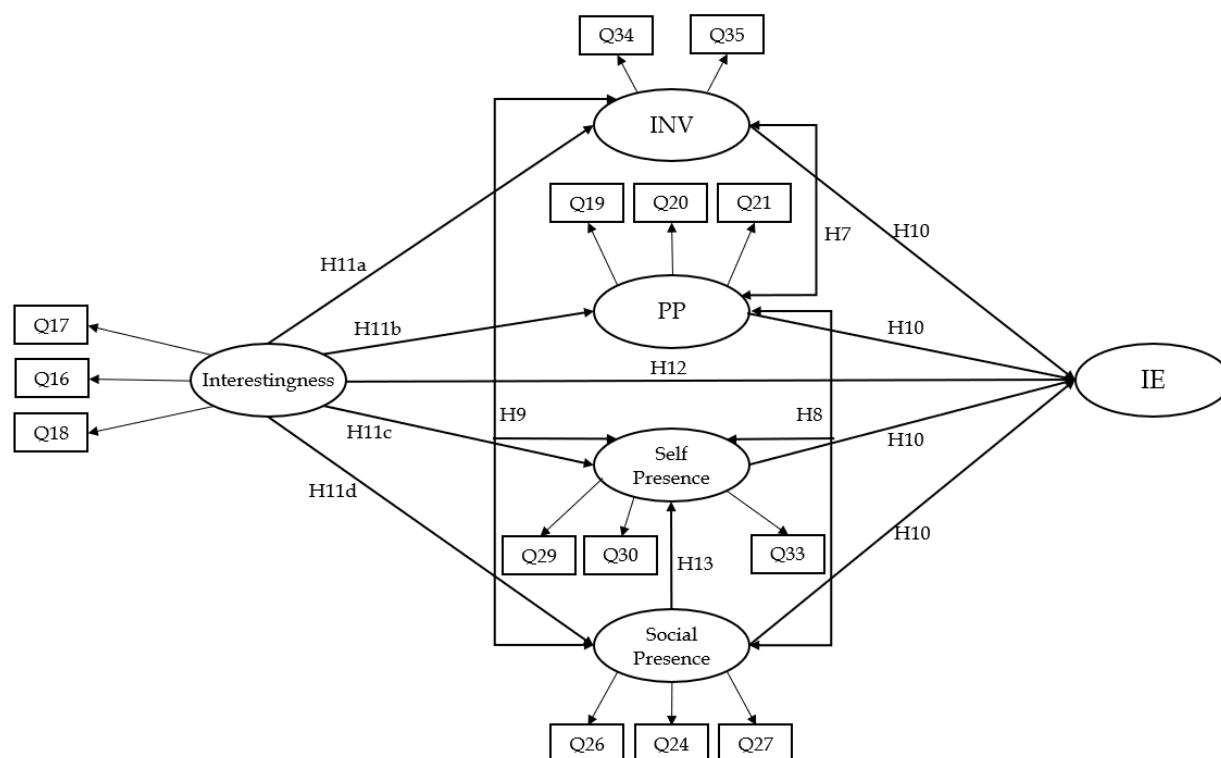 Q34
Q35
INV
Q19
Q20
Q21
H7
H10
H11a
PP
Q17
H11b
H10
Q16
Interestingness
H12
IE
Q18
H9
H8
H11c
H10
Self
Presence
H11d
Q29
Q30
Q33
H10
H13
Social
Presence
Q26
Q24
Q27